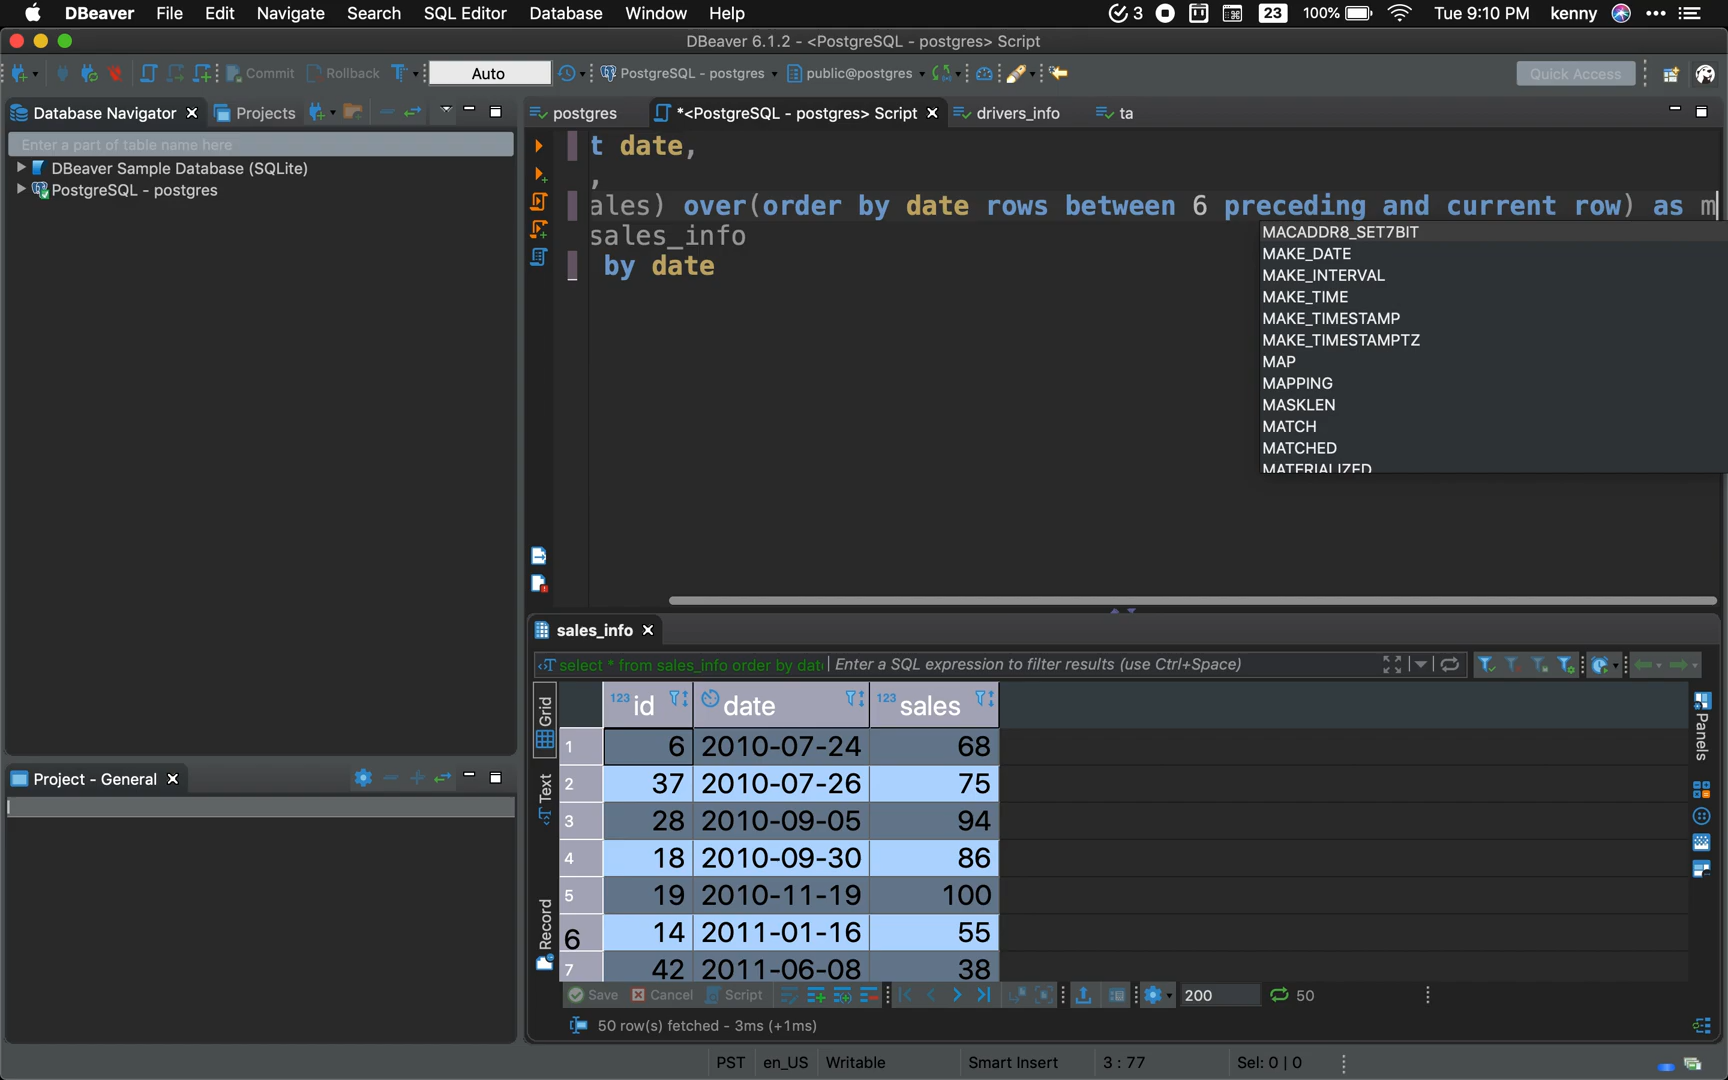 DBeaver File Edit Navigate Search SQL Editor Database Window Help 3 23 100% Tue 9:10 PM kenny
DBeaver 6.1.2 - <PostgreSQL - postgres> Script
Commit Rollback Auto PostgreSQL - postgres public@postgres Quick Access
Database Navigator Projects
Enter a part of table name here
DBeaver Sample Database (SQLite)
PostgreSQL - postgres
postgres *<PostgreSQL - postgres> Script drivers_info ta
t date,
,
ales) over(order by date rows between 6 preceding and current row) as m
sales_info
by date
MACADDR8_SET7BIT
MAKE_DATE
MAKE_INTERVAL
MAKE_TIME
MAKE_TIMESTAMP
MAKE_TIMESTAMPTZ
MAP
MAPPING
MASKLEN
MATCH
MATCHED
MATERIALIZED
Project - General
sales_info
select * from sales_info order by dat Enter a SQL expression to filter results (use Ctrl+Space)
Grid
Text
Record
Panels
123 id date 123 sales
1 6 2010-07-24 68
2 37 2010-07-26 75
3 28 2010-09-05 94
4 18 2010-09-30 86
5 19 2010-11-19 100
6 14 2011-01-16 55
7 42 2011-06-08 38
Save Cancel Script 200 50
50 row(s) fetched - 3ms (+1ms)
PST en_US Writable Smart Insert 3 : 77 Sel: 0 | 0